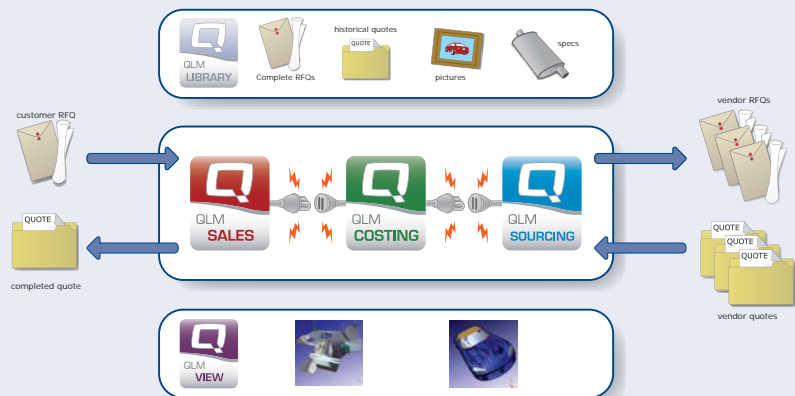 historical quotes
QUOTE
specs
QLM
LIBRARY
Complete RFQs
pictures
customer RFQ
vendor RFQs
QLM
SALES
QLM
COSTING
QLM
SOURCING
QUOTE
completed quote
QUOTE
QUOTE
QUOTE
vendor quotes
QLM
VIEW